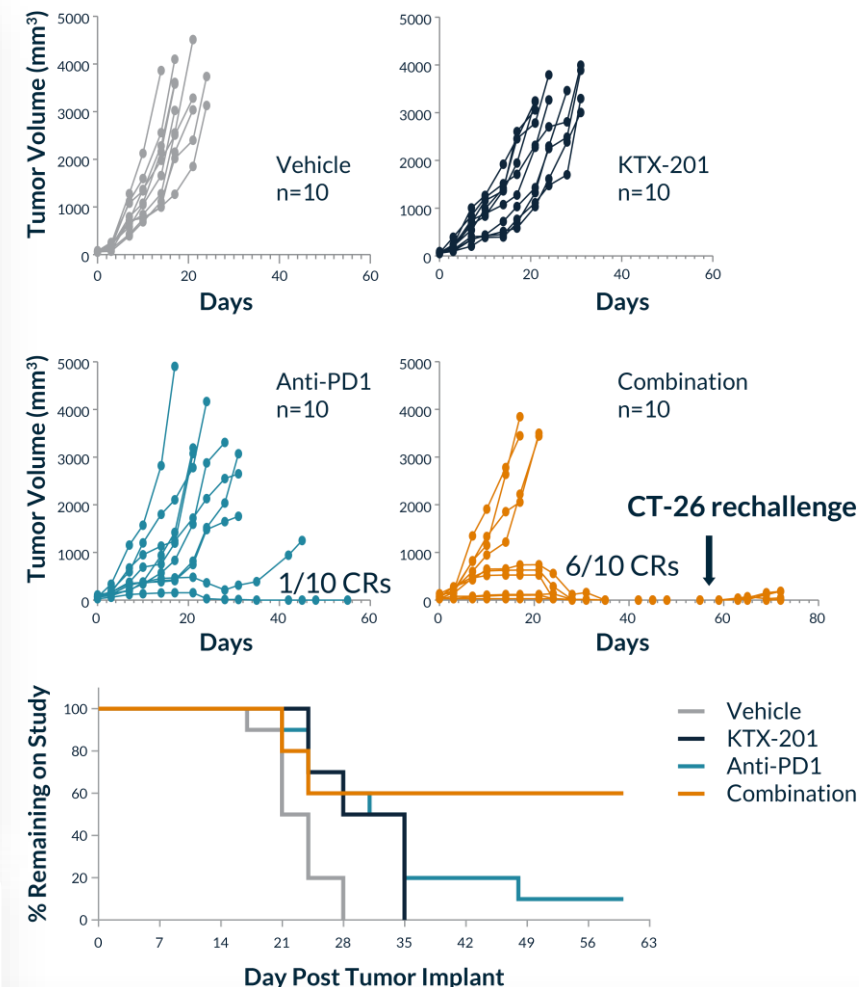 Tumor Volume (mm³)
5000
4000
3000
2000
1000
0
0
20
40
60
Days
Vehicle
n=10
5000
4000
3000
2000
1000
0
0
20
40
60
Days
KTX-201
n=10
Tumor Volume (mm³)
5000
4000
3000
2000
1000
0
0
20
40
60
Days
Anti-PD1
n=10
1/10 CRs
5000
4000
3000
2000
1000
0
0
20
40
60
80
Days
Combination
n=10
CT-26 rechallenge
6/10 CRs
% Remaining on Study
100
80
60
40
20
0
0
7
14
21
28
35
42
49
56
63
Day Post Tumor Implant
Vehicle
KTX-201
Anti-PD1
Combination